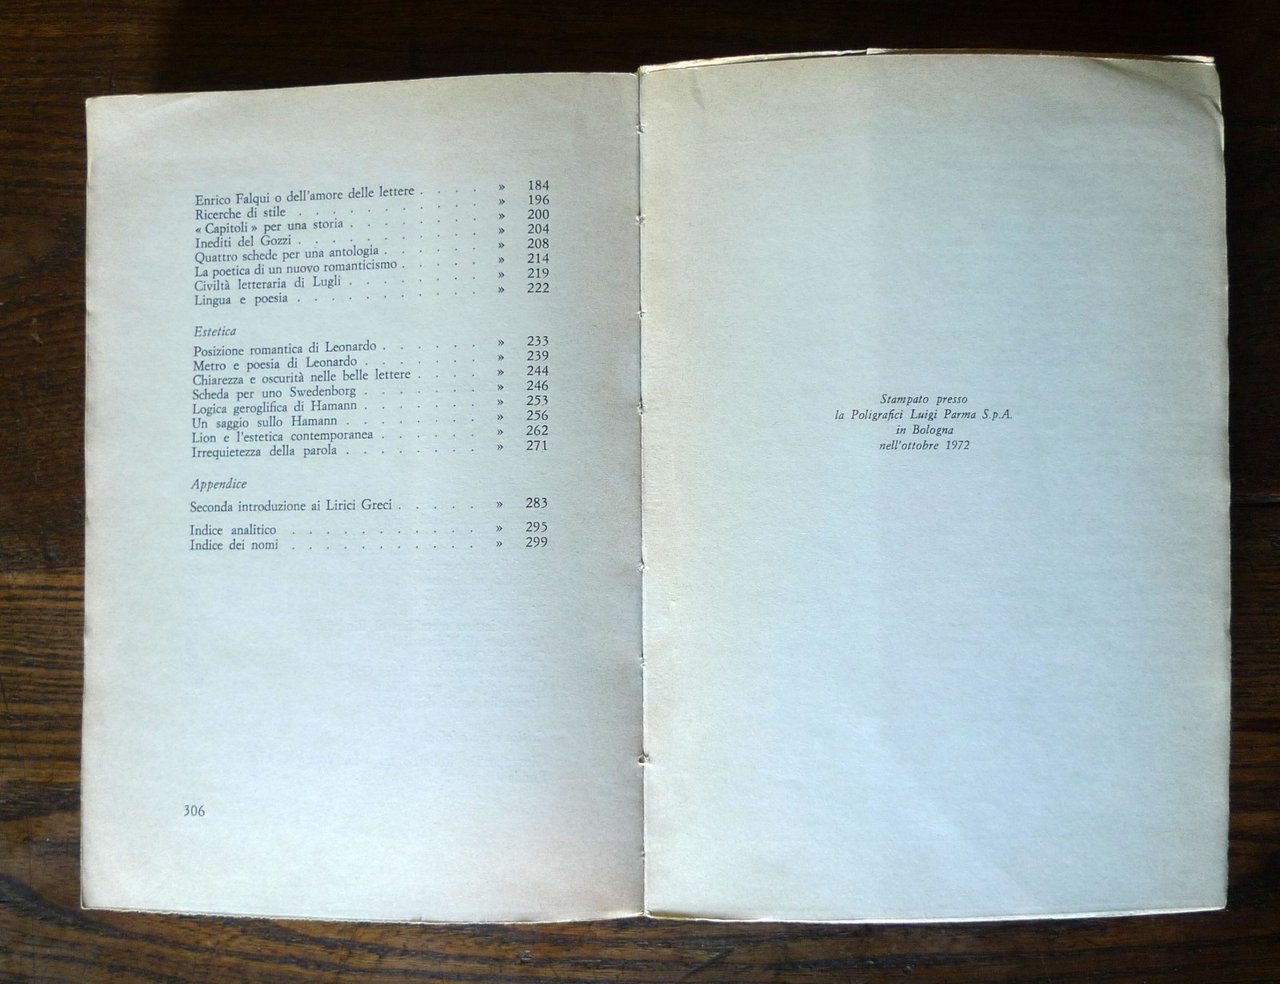 Enrico Falqui o dell'amore delle lettere . . . . » 184
Ricerche di stile . . . . . . . . . . » 196
« Capitoli » per una storia . . . . . . . » 200
Inediti del Gozzi . . . . . . . . . . » 204
Quattro schede per una antologia . . . . . . » 208
La poetica di un nuovo romanticismo . . . . . » 214
Civiltà letteraria di Lugli . . . . . . . » 219
Lingua e poesia . . . . . . . . . . » 222
Estetica
Posizione romantica di Leonardo . . . . . . » 233
Metro e poesia di Leonardo . . . . . . . » 239
Chiarezza e oscurità nelle belle lettere . . . . » 244
Scheda per uno Swedenborg . . . . . . . » 246
Logica geroglifica di Hamann . . . . . . . » 253
Un saggio sullo Hamann . . . . . . . . » 256
Lion e l'estetica contemporanea . . . . . . » 262
Irrequietezza della parola . . . . . . . . » 271
Appendice
Seconda introduzione ai Lirici Greci . . . . . » 283
Indice analitico . . . . . . . . . . . » 295
Indice dei nomi . . . . . . . . . . . » 299
306
Stampato presso
la Poligrafici Luigi Parma S.p.A.
in Bologna
nell'ottobre 1972